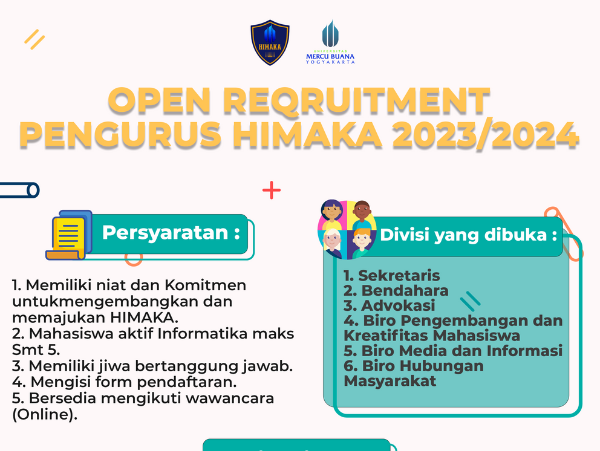 HIMAKA
UNIVERSITAS
MERCU BUANA
YOGYAKARTA
OPEN REQRUITMENT
PENGURUS HIMAKA 2023/2024
Persyaratan :
1. Memiliki niat dan Komitmen
untukmengembangkan dan
memajukan HIMAKA.
2. Mahasiswa aktif Informatika maks
Smt 5.
3. Memiliki jiwa bertanggung jawab.
4. Mengisi form pendaftaran.
5. Bersedia mengikuti wawancara
(Online).
Divisi yang dibuka :
1. Sekretaris
2. Bendahara
3. Advokasi
4. Biro Pengembangan dan
Kreatifitas Mahasiswa
5. Biro Media dan Informasi
6. Biro Hubungan
Masyarakat